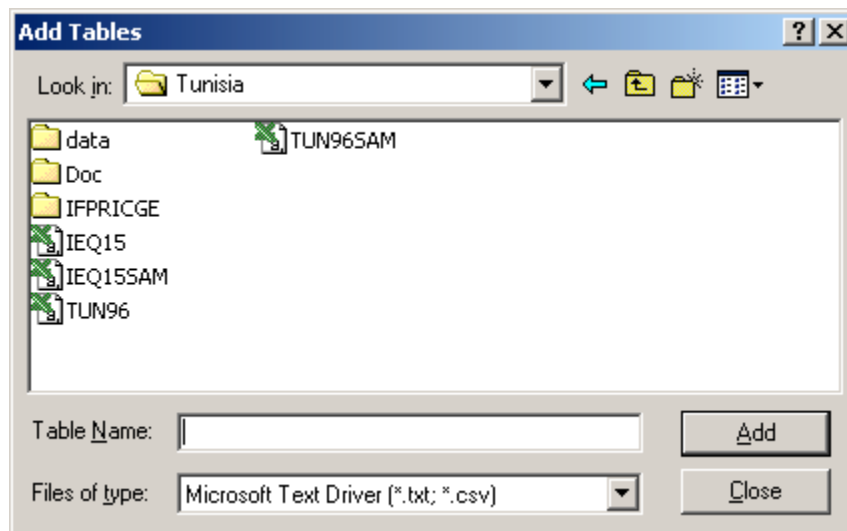 Add Tables
Look in: Tunisia
data
Doc
IFPRICGE
IEQ15
IEQ15SAM
TUN96
TUN96SAM
Table Name:
Add
Files of type: Microsoft Text Driver (*.txt; *.csv)
Close